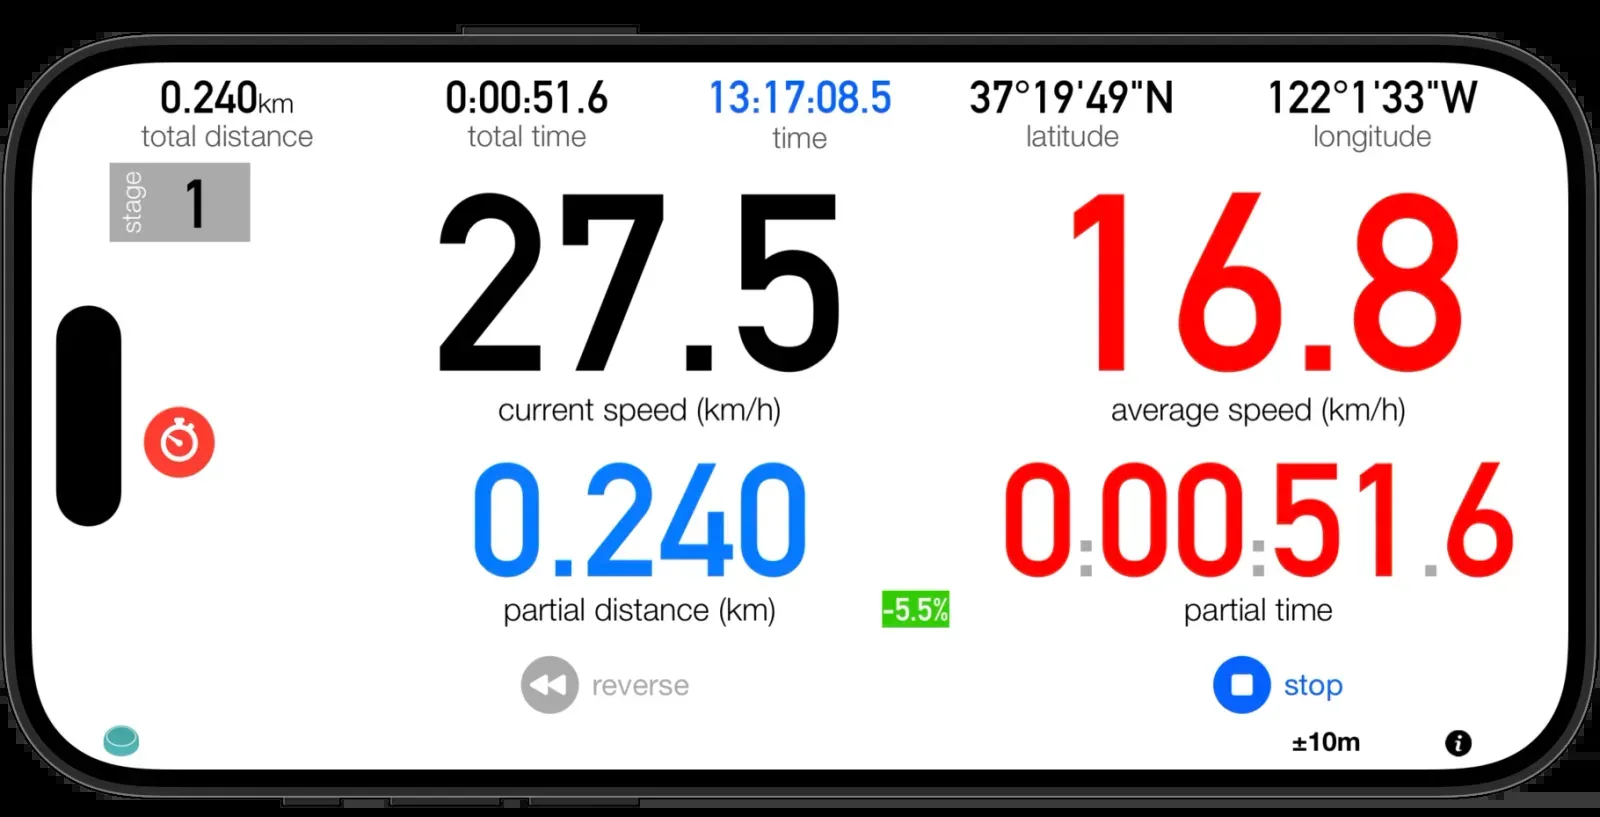 0.240km
total distance
0:00:51.6
total time
13:17:08.5
time
37°19'49"N
latitude
122°1'33"W
longitude
stage
1
27.5
current speed (km/h)
16.8
average speed (km/h)
0.240
partial distance (km)
-5.5%
0:00:51.6
partial time
reverse
stop
±10m
i